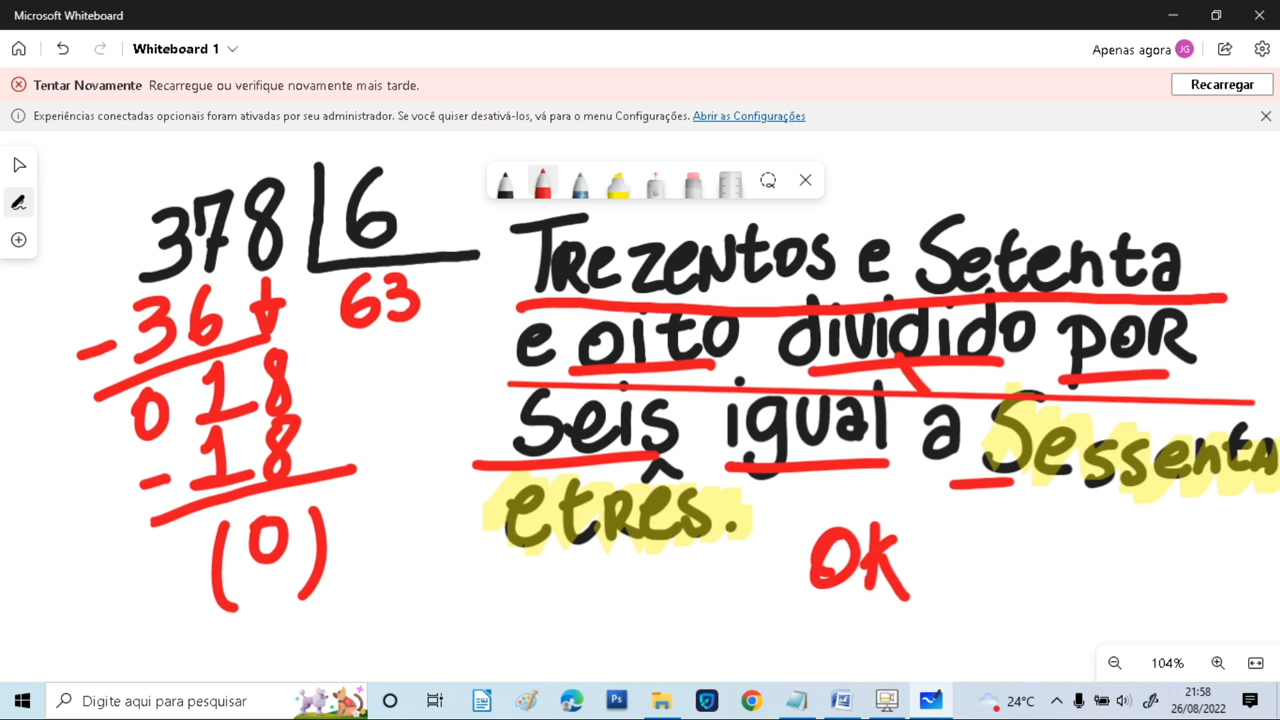 Microsoft Whiteboard
Whiteboard 1
Apenas agora JG
Tentar Novamente Recarregue ou verifique novamente mais tarde.
Recarregar
Experiências conectadas opcionais foram ativadas por seu administrador. Se você quiser desativá-los, vá para o menu Configurações. Abrir as Configurações
378 6
- 36 63
018
- 18
(0)
Trezentos e Setenta
e oito dividido por
Seis igual a Sessenta
e três.
OK
104%
Digite aqui para pesquisar
Ps
W
24°C
21:58
26/08/2022